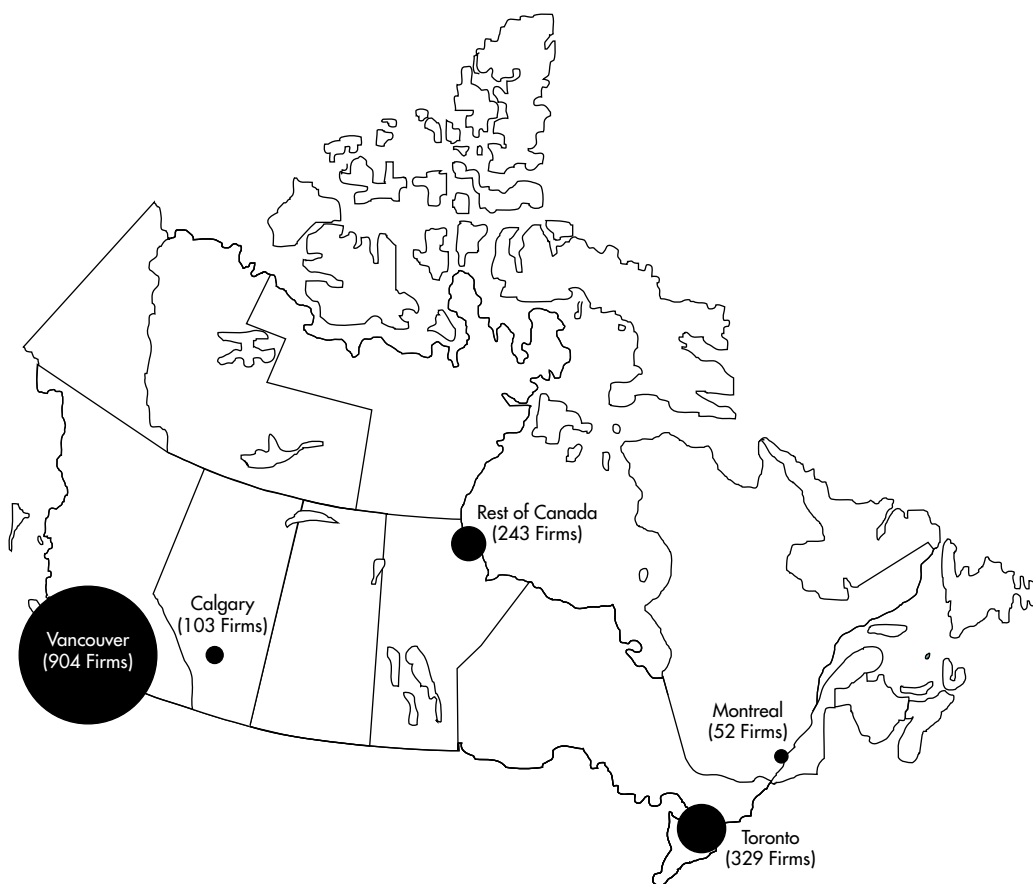 Rest of Canada
(243 Firms)
Calgary
(103 Firms)
Vancouver
(904 Firms)
Montreal
(52 Firms)
Toronto
(329 Firms)